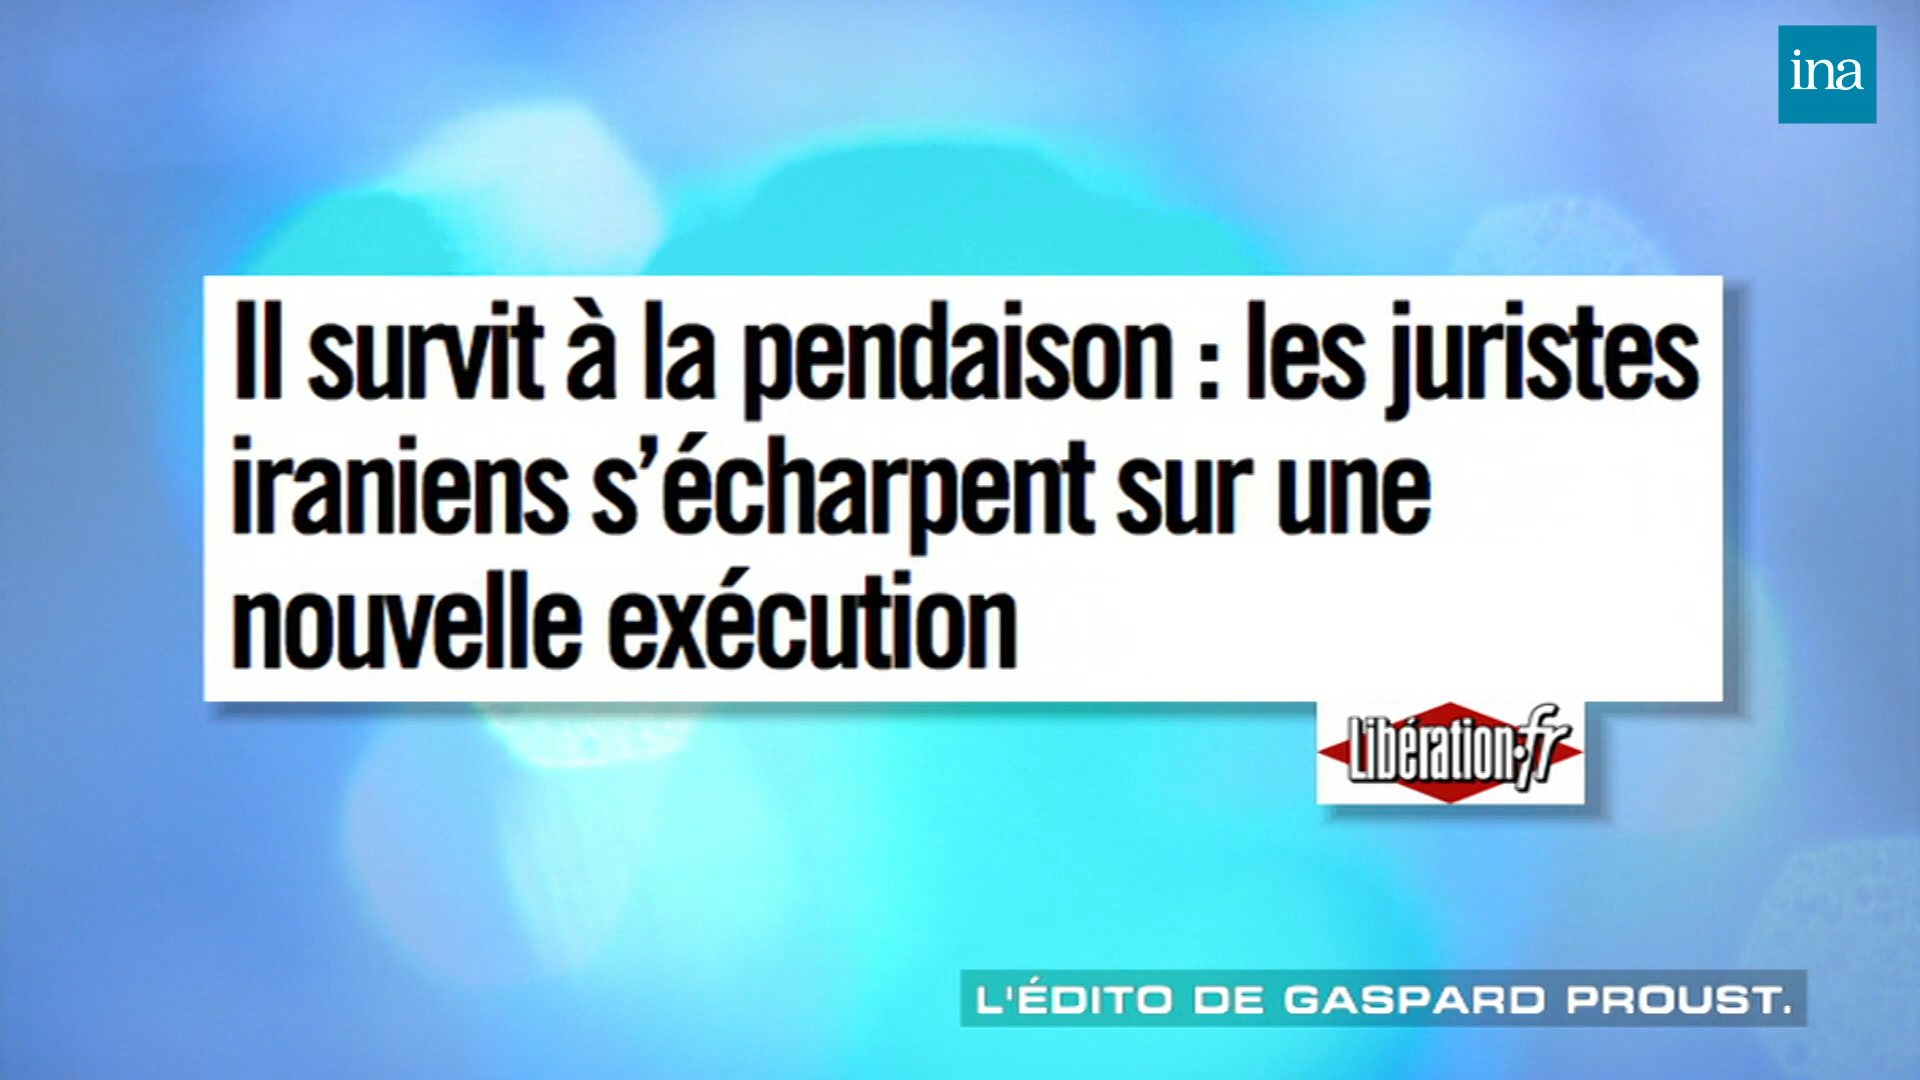 ina
Il survit à la pendaison : les juristes
iraniens s’écharpent sur une
nouvelle exécution
Libération.fr
L'ÉDITO DE GASPARD PROUST.